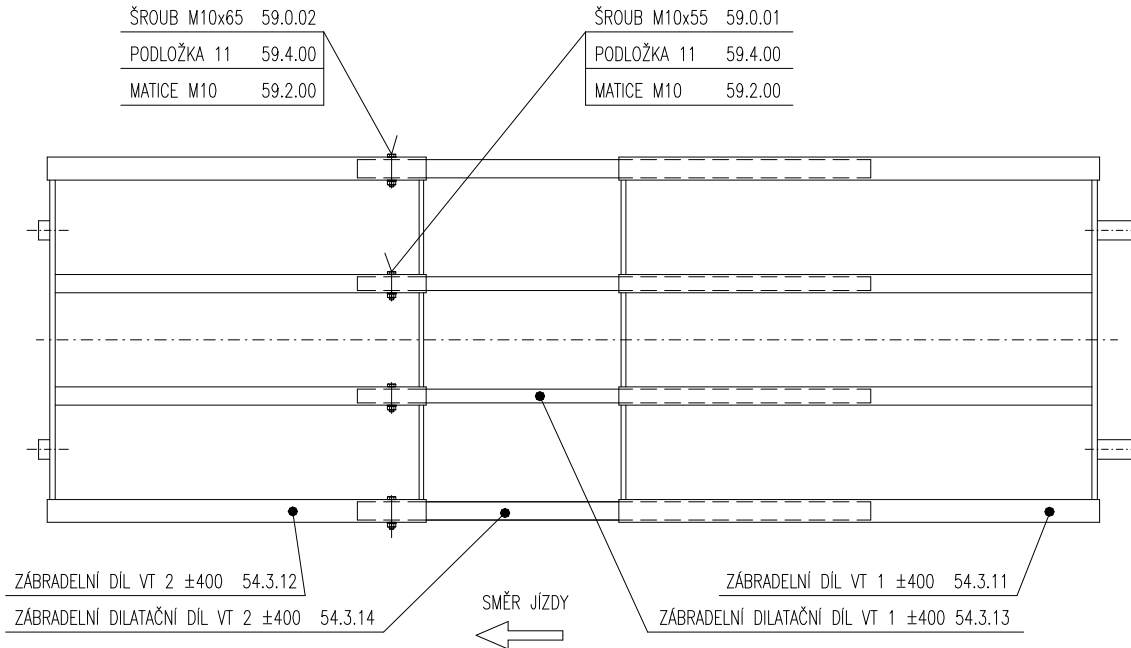 ŠROUB M10x65 59.0.02
PODLOŽKA 11 59.4.00
MATICE M10 59.2.00
ŠROUB M10x55 59.0.01
PODLOŽKA 11 59.4.00
MATICE M10 59.2.00
ZÁBRADELNÍ DÍL VT 2 ±400 54.3.12
ZÁBRADELNÍ DILATAČNÍ DÍL VT 2 ±400 54.3.14
SMĚR JÍZDY
ZÁBRADELNÍ DÍL VT 1 ±400 54.3.11
ZÁBRADELNÍ DILATAČNÍ DÍL VT 1 ±400 54.3.13